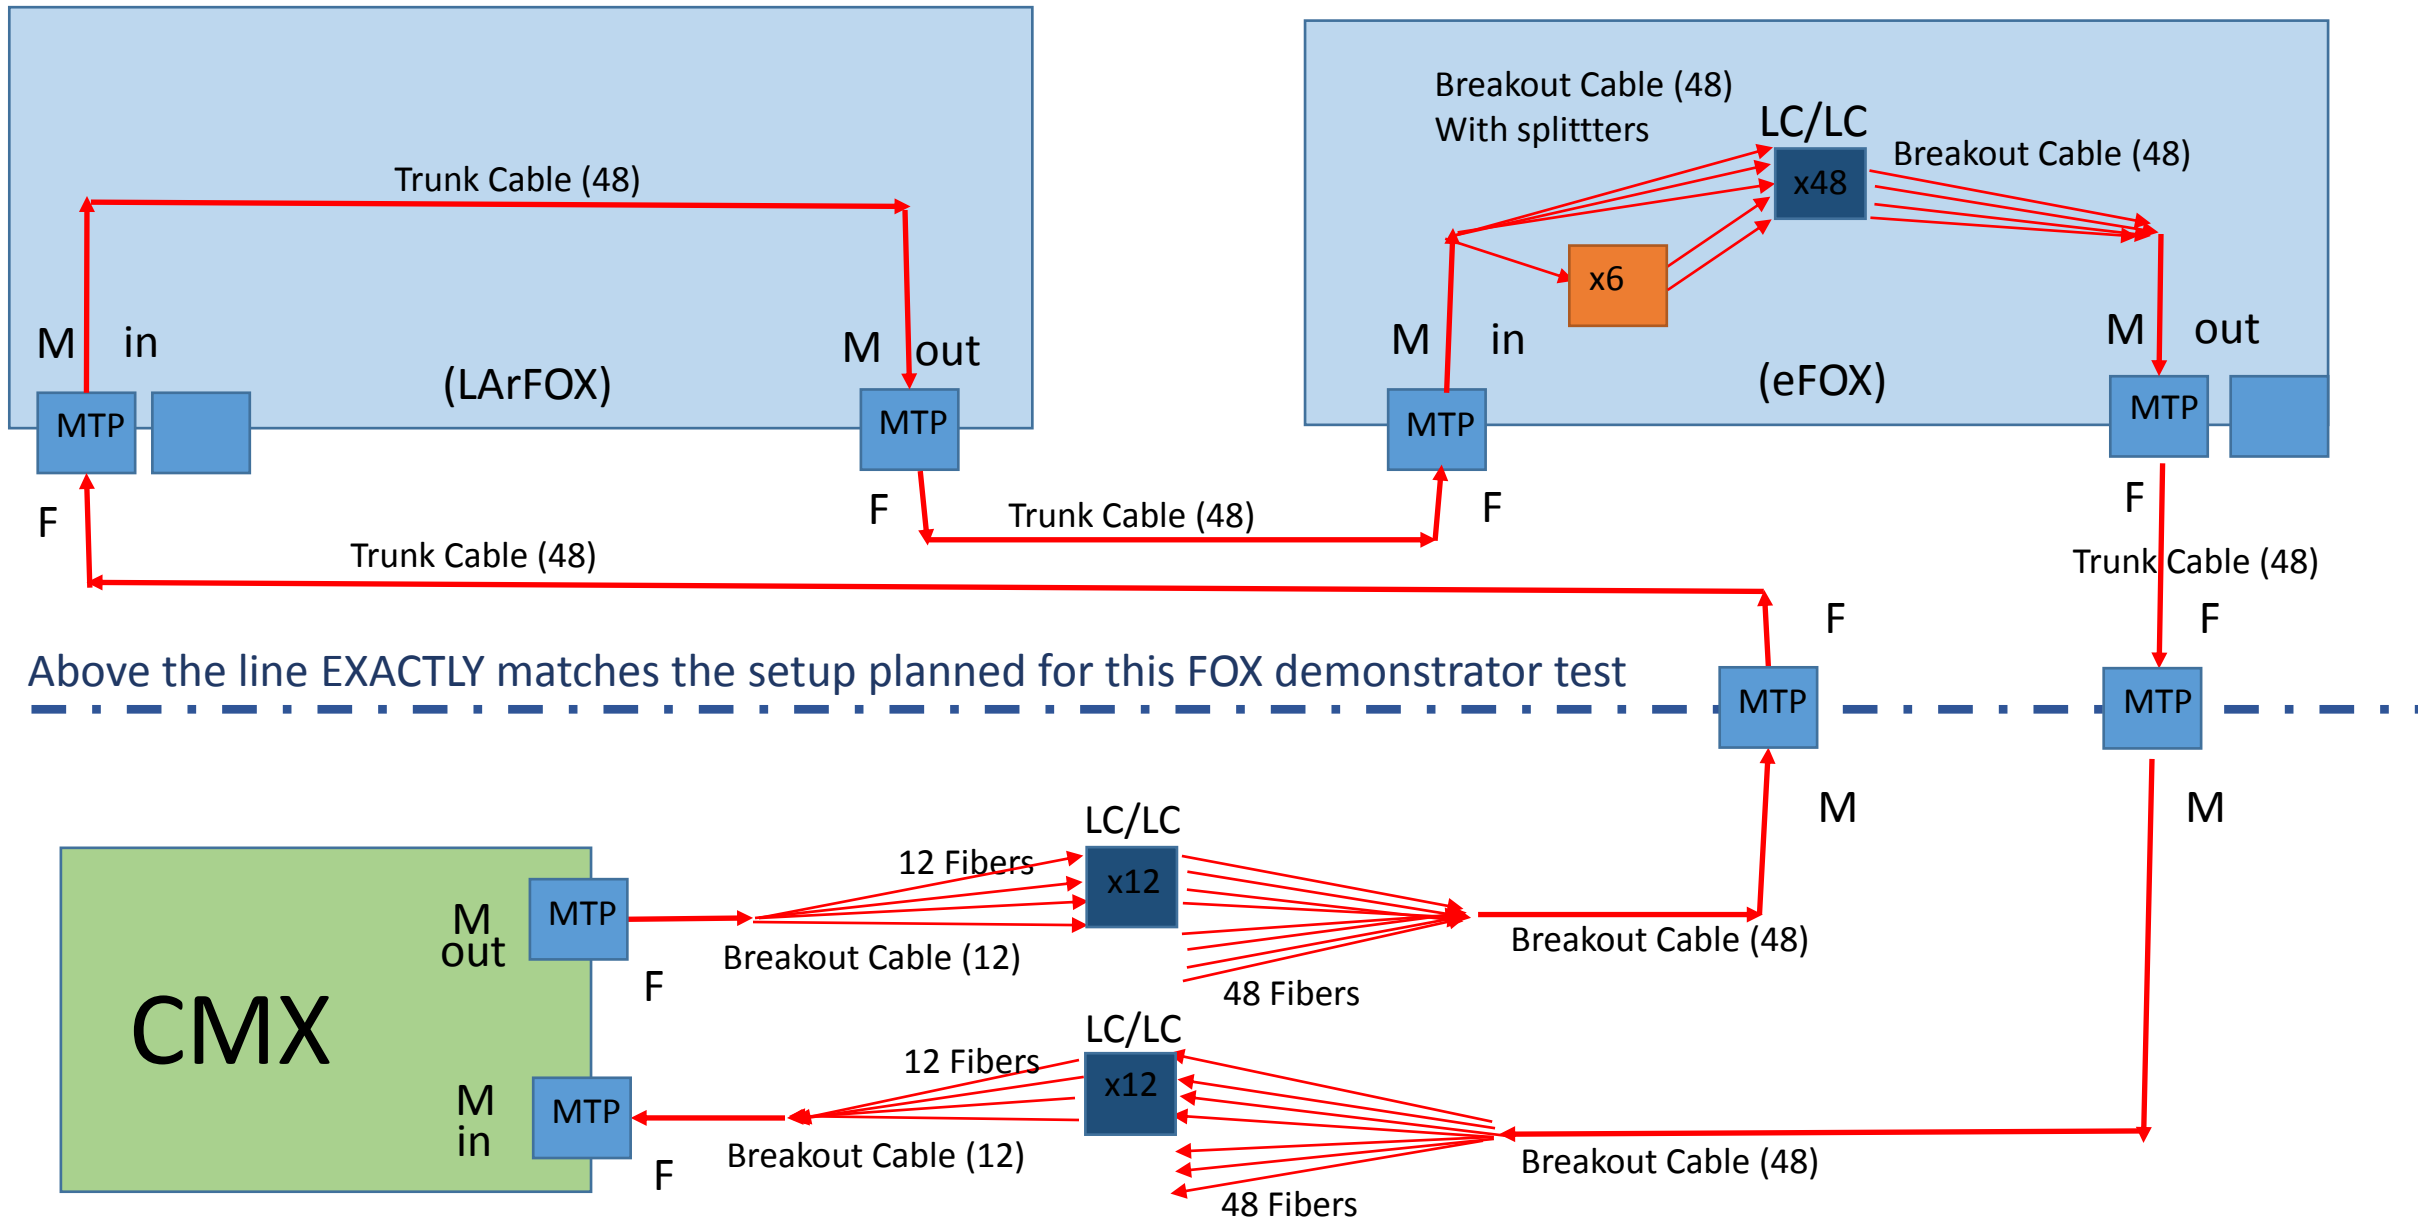 Breakout Cable (48)
With splittters
LC/LC
x48
Breakout Cable (48)
Trunk Cable (48)
x6
M
in
M
out
(LArFOX)
M
in
(eFOX)
M
out
MTP
MTP
MTP
MTP
F
F
F
F
Trunk Cable (48)
Trunk Cable (48)
Trunk Cable (48)
F
F
Above the line EXACTLY matches the setup planned for this FOX demonstrator test
MTP
MTP
M
M
LC/LC
12 Fibers
x12
M
out
MTP
Breakout Cable (12)
Breakout Cable (48)
F
48 Fibers
CMX
LC/LC
12 Fibers
x12
M
in
MTP
Breakout Cable (12)
Breakout Cable (48)
F
48 Fibers